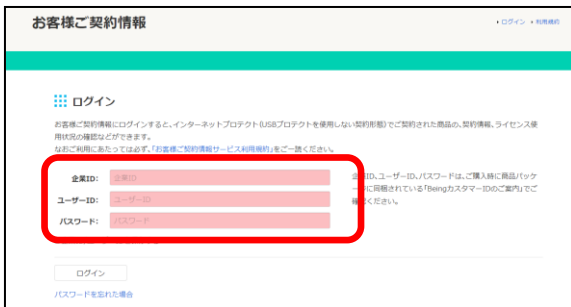 お客様ご契約情報
ログイン 利用規約
ログイン
お客様ご契約情報にログインすると、インターネットプロテクト(USBプロテクトを使用しない契約形態)でご契約された商品の、契約情報、ライセンス使
用状況の確認などができます。
なおご利用にあたっては必ず、「お客様ご契約情報サービス利用規約」をご一読ください。
企業ID: 企業ID
ユーザーID: ユーザーID
パスワード: パスワード
企業ID、ユーザーID、パスワードは、ご購入時に商品パッケ
ージに同梱されている「BeingカスタマーIDのご案内」でご
確認ください。
ログイン
パスワードを忘れた場合